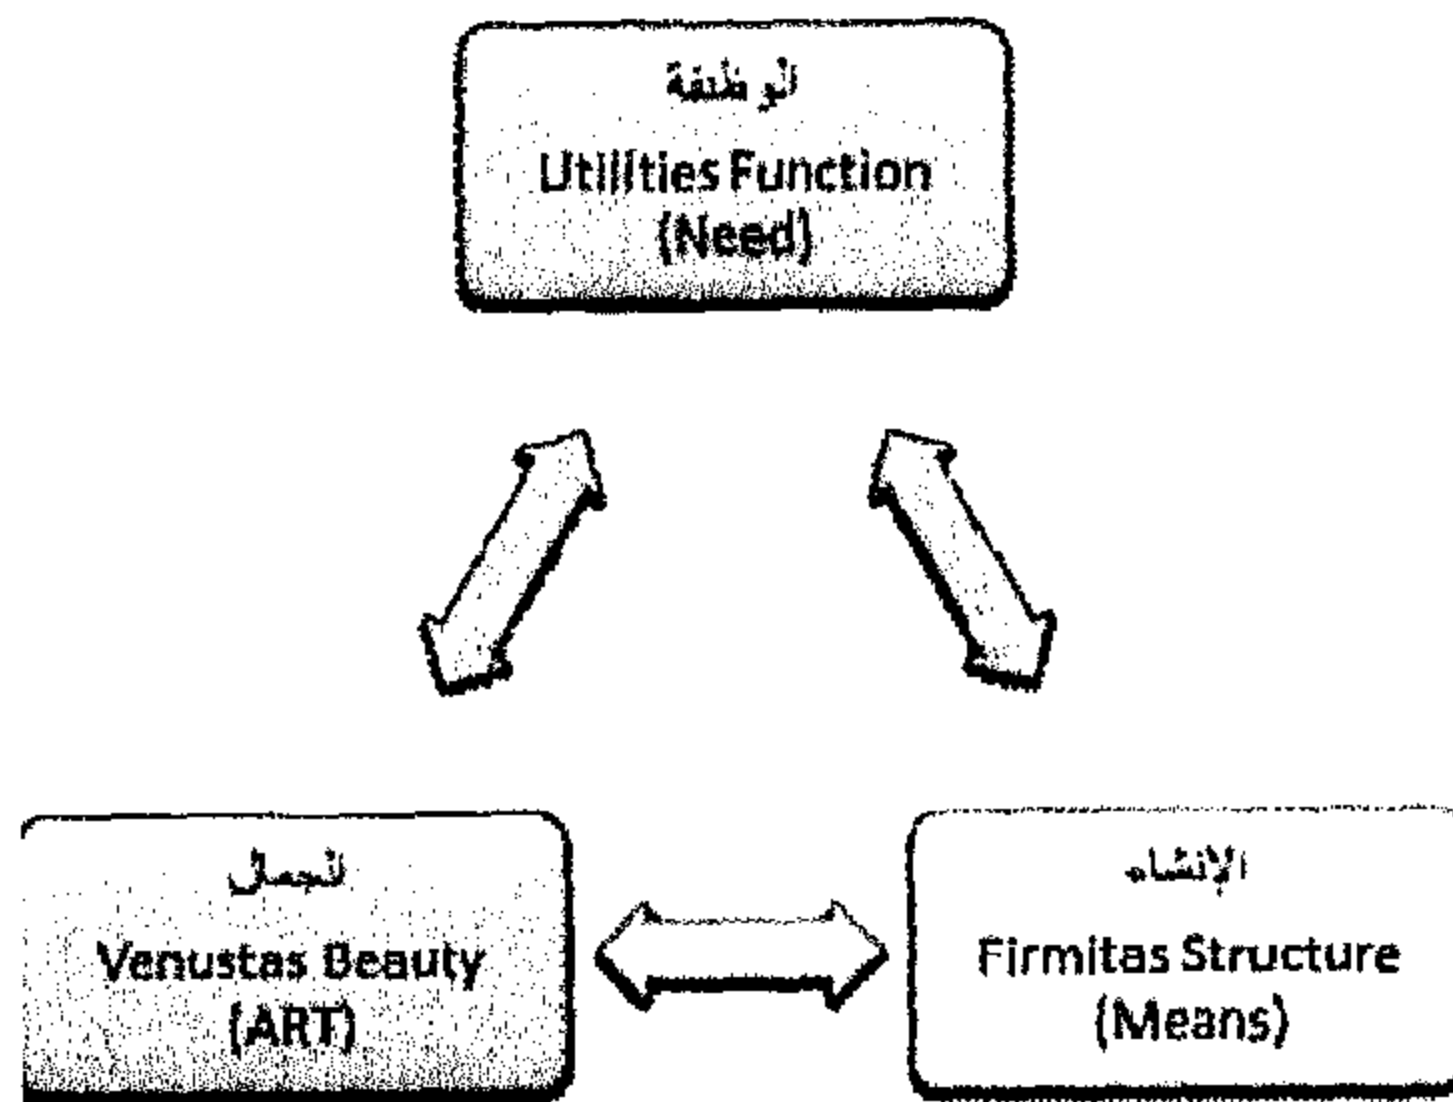 الوظيفة
Utilities Function
(Need)
الجمال
Venustas Beauty
(ART)
الإنشاء
Firmitas Structure
(Means)